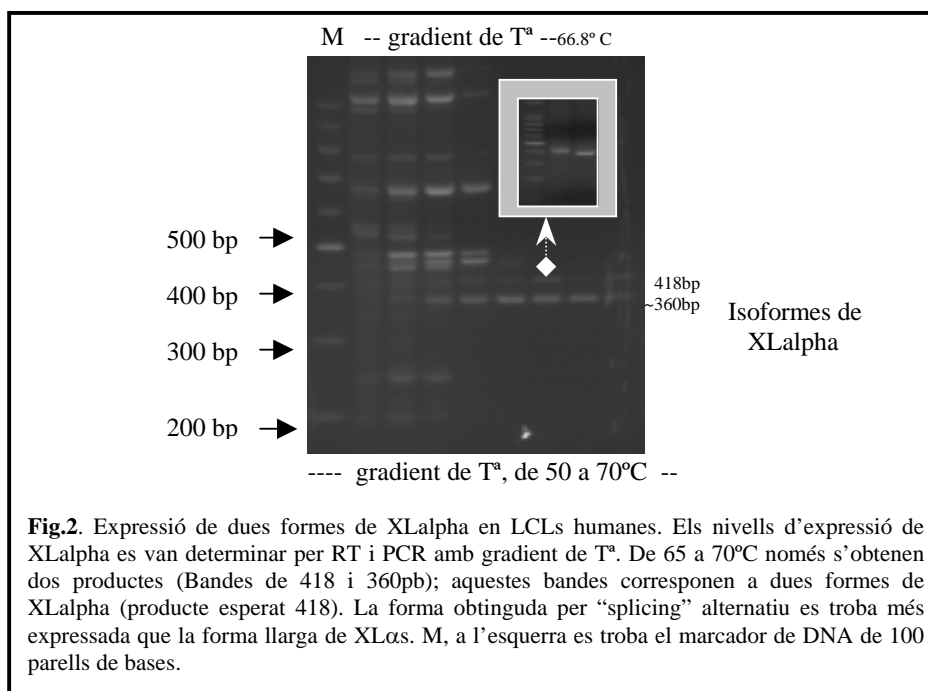 M -- gradient de Tª --66.8º C
500 bp
400 bp
300 bp
200 bp
418bp
~360bp
Isoformes de
XLalpha
---- gradient de Tª, de 50 a 70ºC --
Fig.2. Expressió de dues formes de XLalpha en LCLs humanes. Els nivells d'expressió de
XLalpha es van determinar per RT i PCR amb gradient de Tª. De 65 a 70ºC només s'obtenen
dos productes (Bandes de 418 i 360pb); aquestes bandes corresponen a dues formes de
XLalpha (producte esperat 418). La forma obtinguda per "splicing" alternatiu es troba més
expressada que la forma llarga de XLαs. M, a l'esquerra es troba el marcador de DNA de 100
parells de bases.